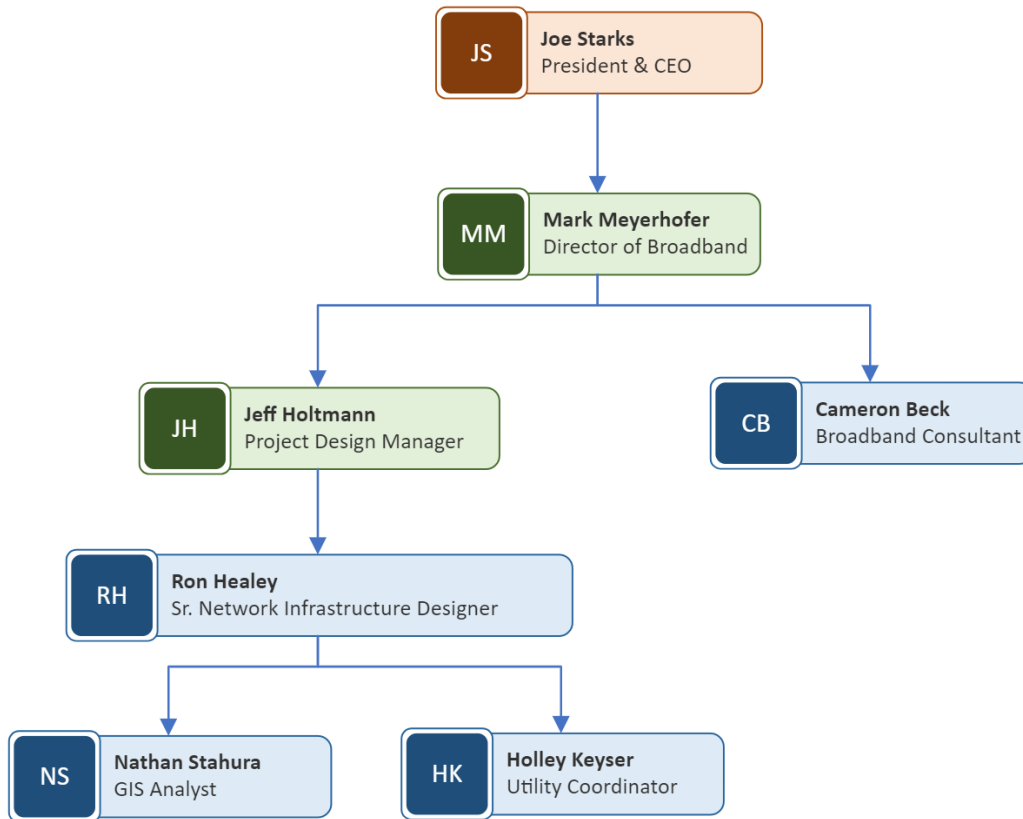 JS
Joe Starks
President & CEO
MM
Mark Meyerhofer
Director of Broadband
JH
Jeff Holtmann
Project Design Manager
CB
Cameron Beck
Broadband Consultant
RH
Ron Healey
Sr. Network Infrastructure Designer
NS
Nathan Stahura
GIS Analyst
HK
Holley Keyser
Utility Coordinator